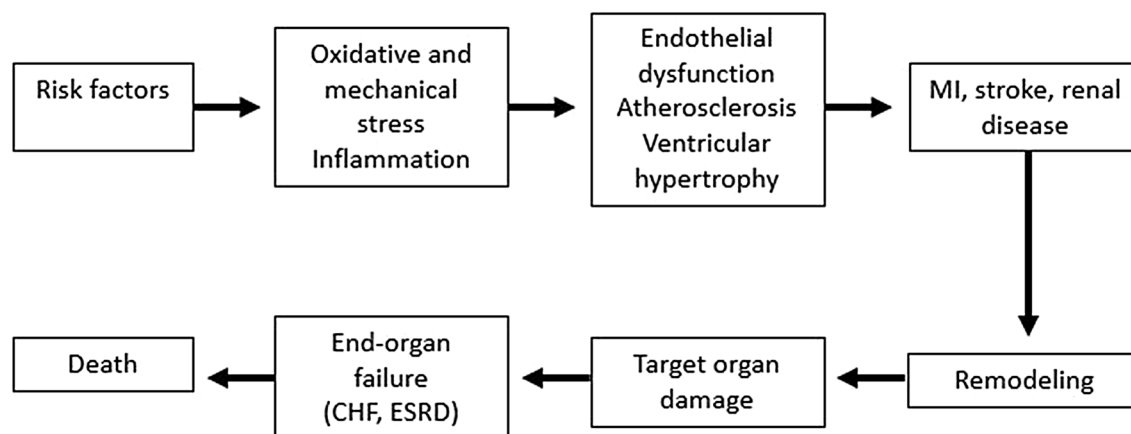 Risk factors
Oxidative and
mechanical
stress
Inflammation
Endothelial
dysfunction
Atherosclerosis
Ventricular
hypertrophy
MI, stroke, renal
disease
Remodeling
Target organ
damage
End-organ
failure
(CHF, ESRD)
Death